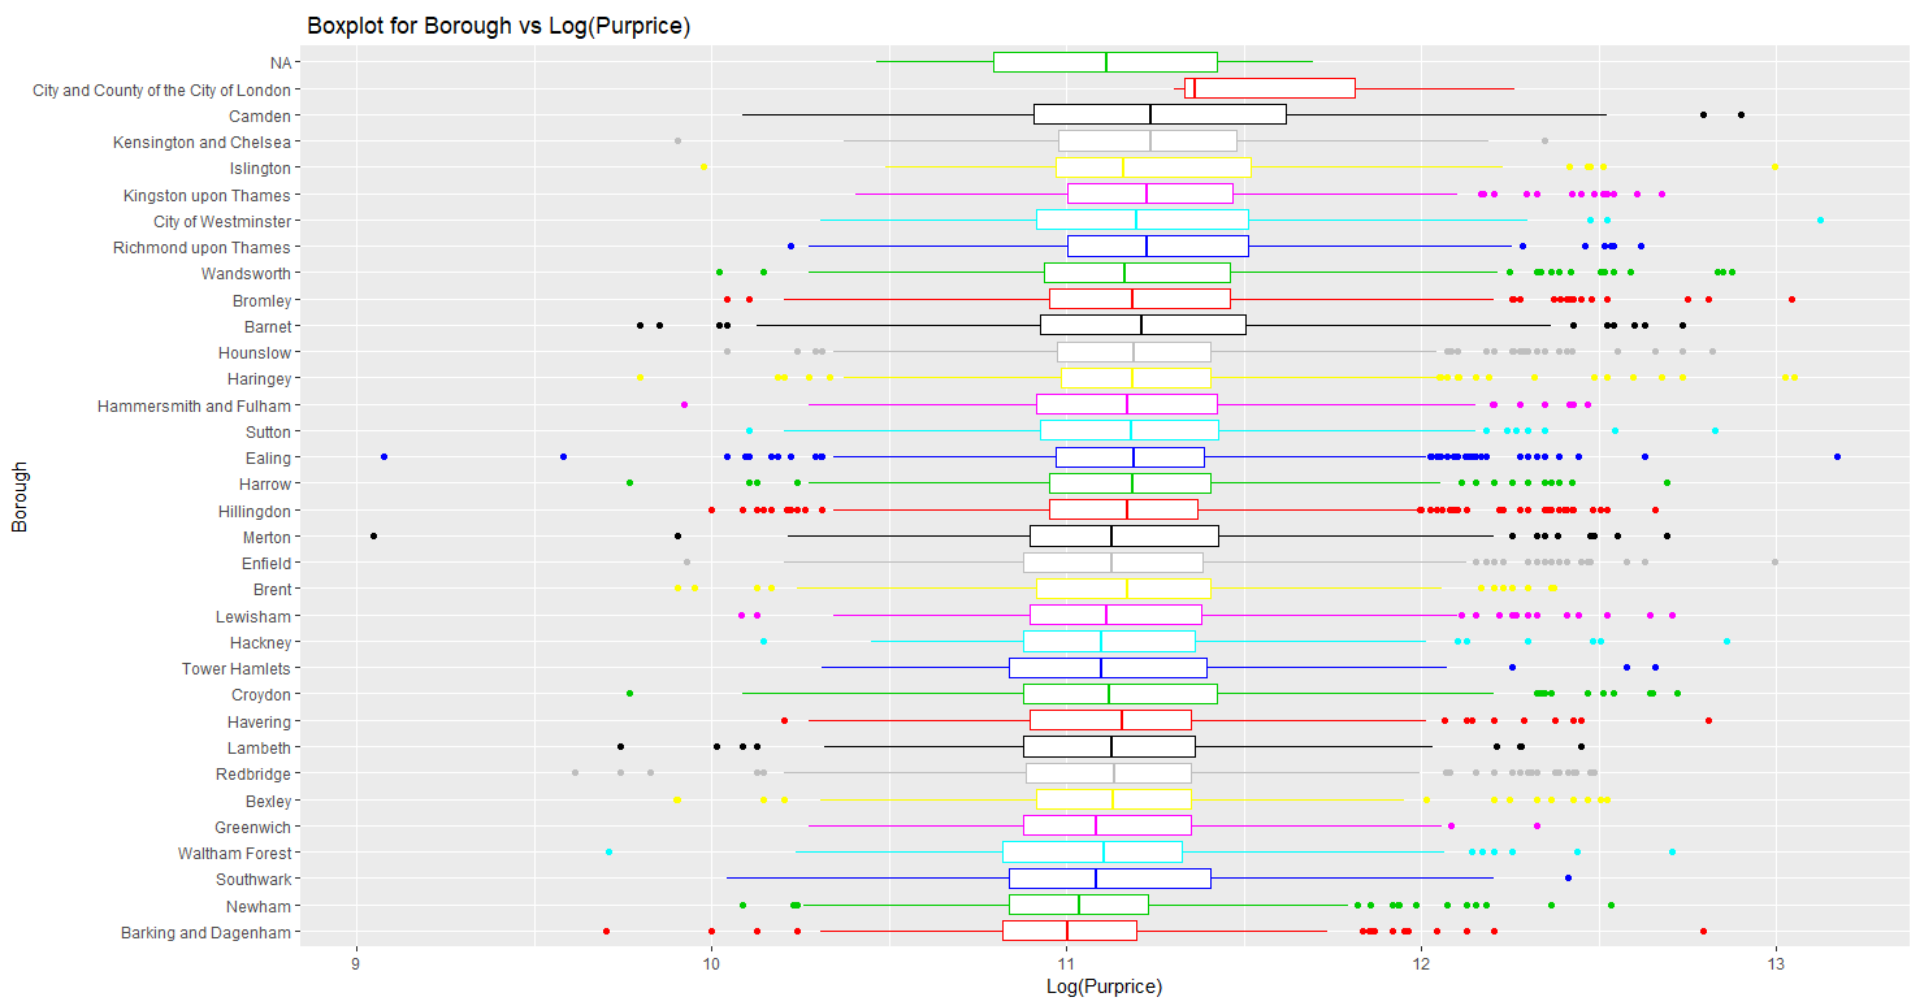 Boxplot for Borough vs Log(Purprice)
NA
City and County of the City of London
Camden
Kensington and Chelsea
Islington
Kingston upon Thames
City of Westminster
Richmond upon Thames
Wandsworth
Bromley
Barnet
Hounslow
Haringey
Hammersmith and Fulham
Sutton
Ealing
Harrow
Hillingdon
Merton
Enfield
Brent
Lewisham
Hackney
Tower Hamlets
Croydon
Havering
Lambeth
Redbridge
Bexley
Greenwich
Waltham Forest
Southwark
Newham
Barking and Dagenham
Borough
9 10 11 12 13
Log(Purprice)